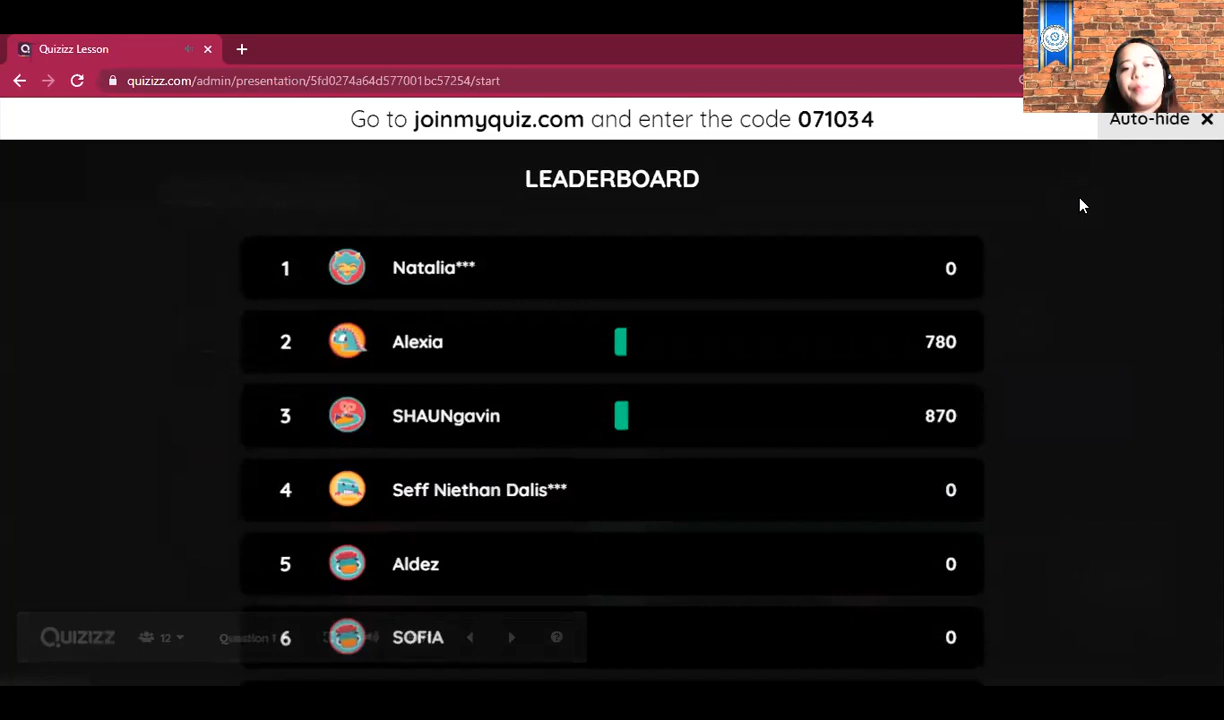 Quizizz Lesson
quizizz.com/admin/presentation/5fd0274a64d577001bc57254/start
Go to joinmyquiz.com and enter the code 071034
Auto-hide
LEADERBOARD
1 Natalia*** 0
2 Alexia 780
3 SHAUNgavin 870
4 Seff Niethan Dalis*** 0
5 Aldez 0
6 SOFIA 0
QUIZIZZ 12 Question 1